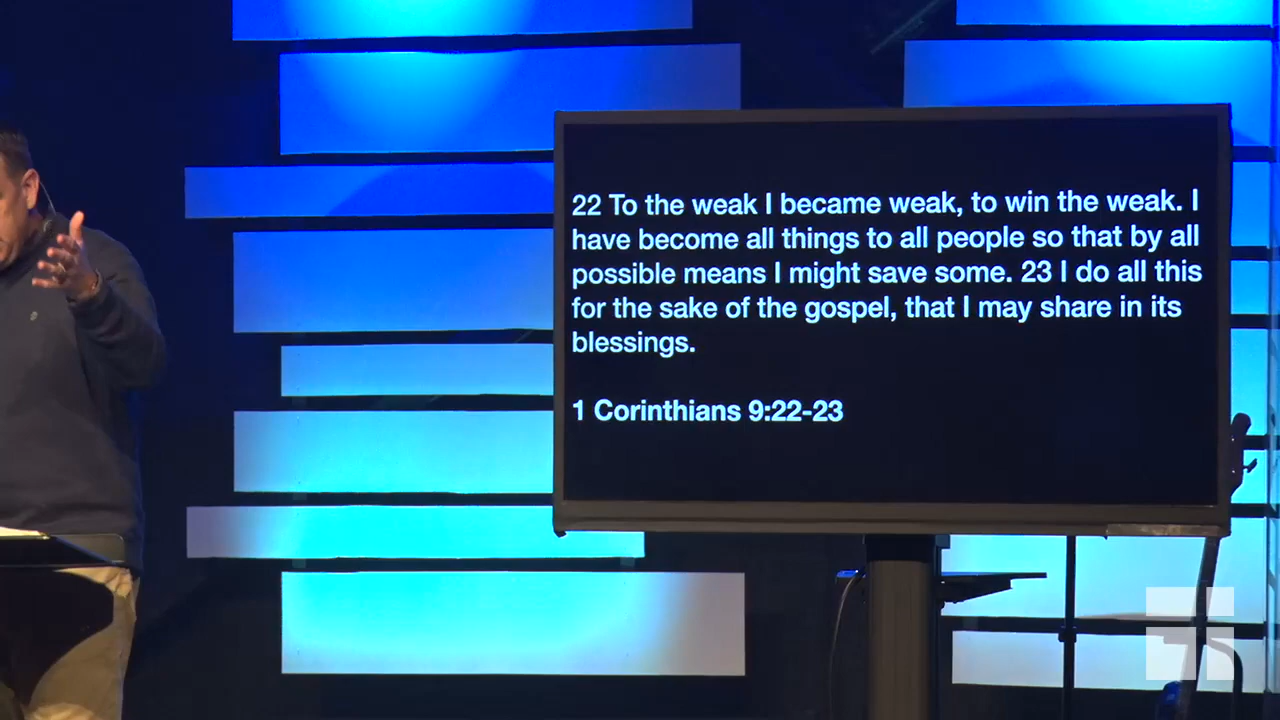 22 To the weak I became weak, to win the weak. I
have become all things to all people so that by all
possible means I might save some. 23 I do all this
for the sake of the gospel, that I may share in its
blessings.
1 Corinthians 9:22-23